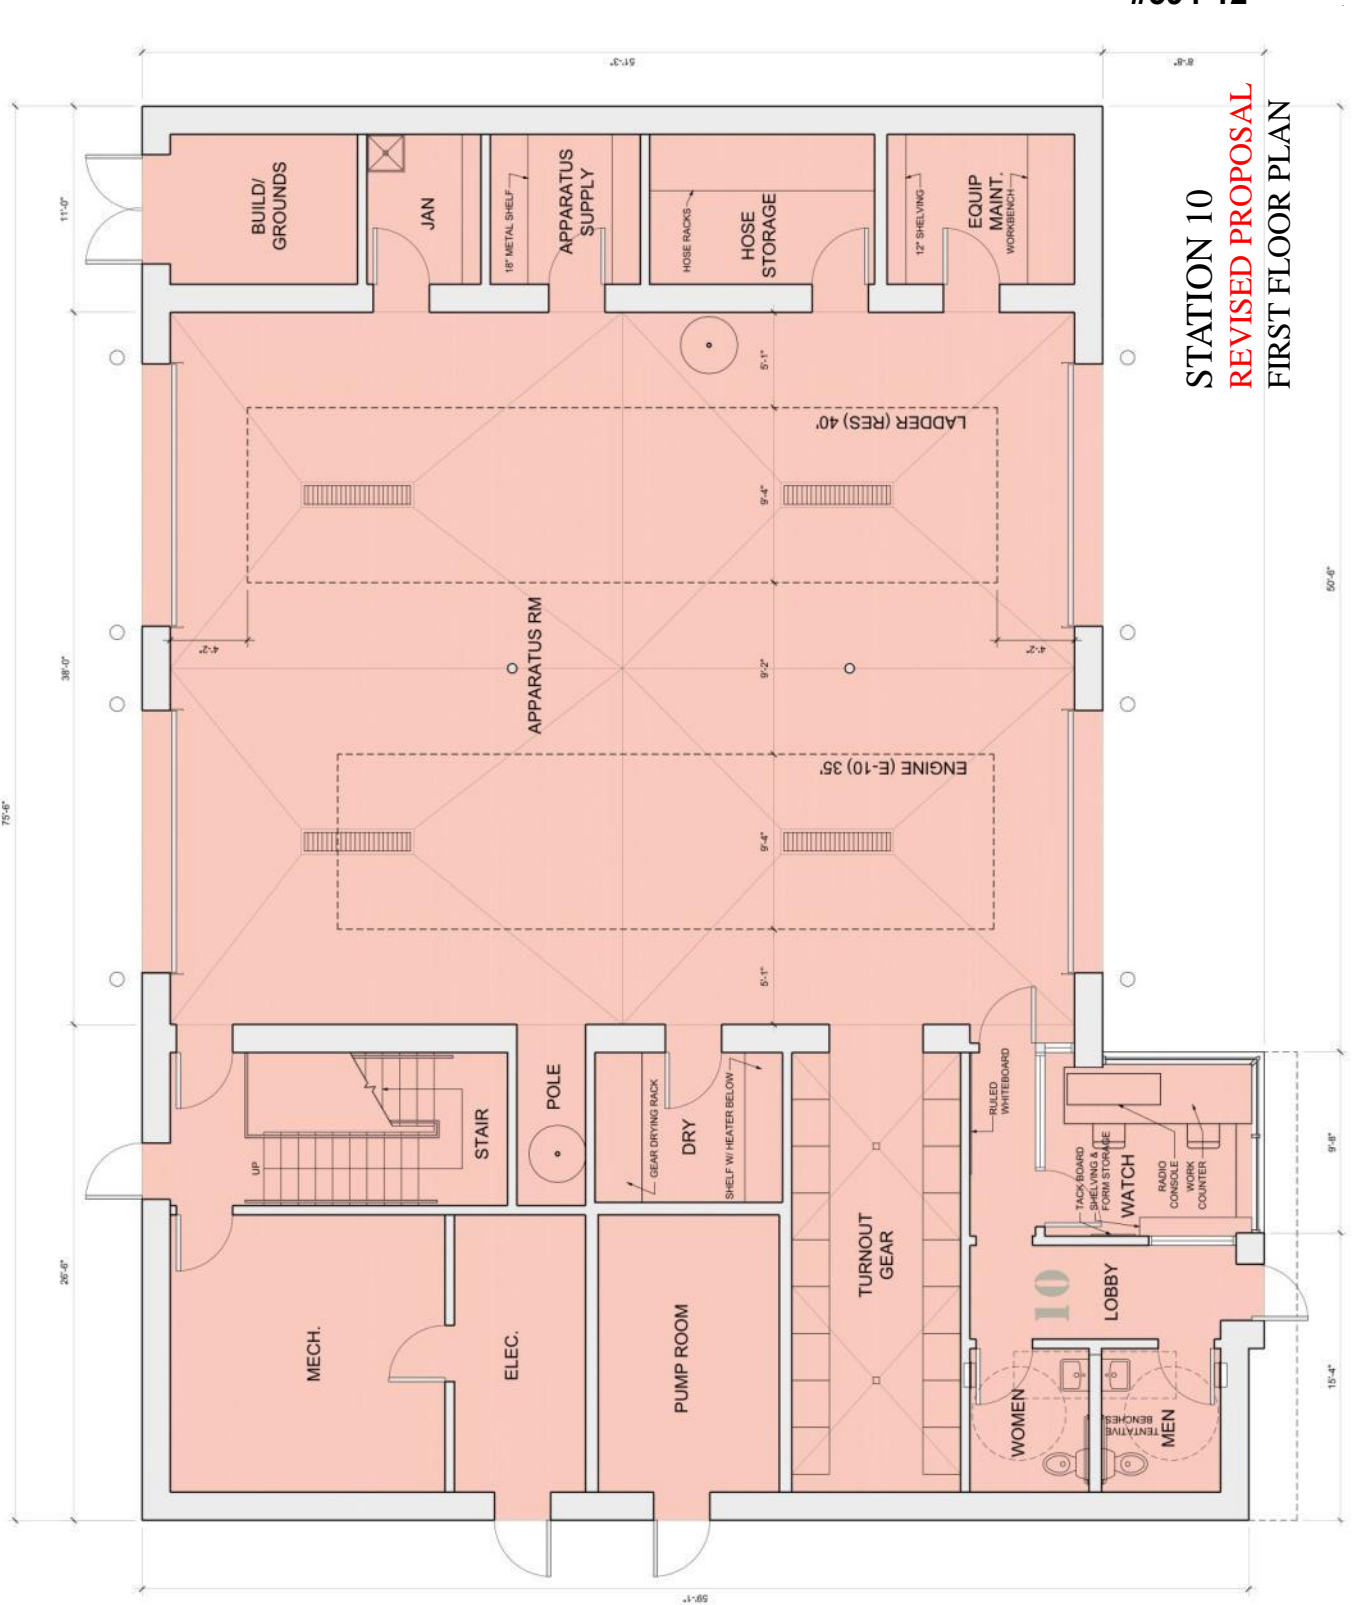 STATION 10
REVISED PROPOSAL
FIRST FLOOR PLAN
51'-3"
8'-8"
11'-0"
38'-0"
75'-6"
26'-6"
50'-6"
9'-8"
15'-4"
59'-1"
BUILD/
GROUNDS
JAN
18" METAL SHELF
APPARATUS
SUPPLY
HOSE RACKS
HOSE
STORAGE
12" SHELVING
EQUIP
MAINT.
WORKBENCH
5'-1"
LADDER (RES) 40'
9'-4"
4'-2"
4'-2"
APPARATUS RM
9'-2"
ENGINE (E-10) 35'
9'-4"
5'-1"
UP
STAIR
POLE
GEAR DRYING RACK
DRY
SHELF W/ HEATER BELOW
RULED
WHITEBOARD
TACK BOARD
SHELVING &
FORM STORAGE
WATCH
RADIO
CONSOLE
WORK
COUNTER
MECH.
ELEC.
PUMP ROOM
TURNOUT
GEAR
10
LOBBY
WOMEN
TENTATIVE
BENCHES
MEN